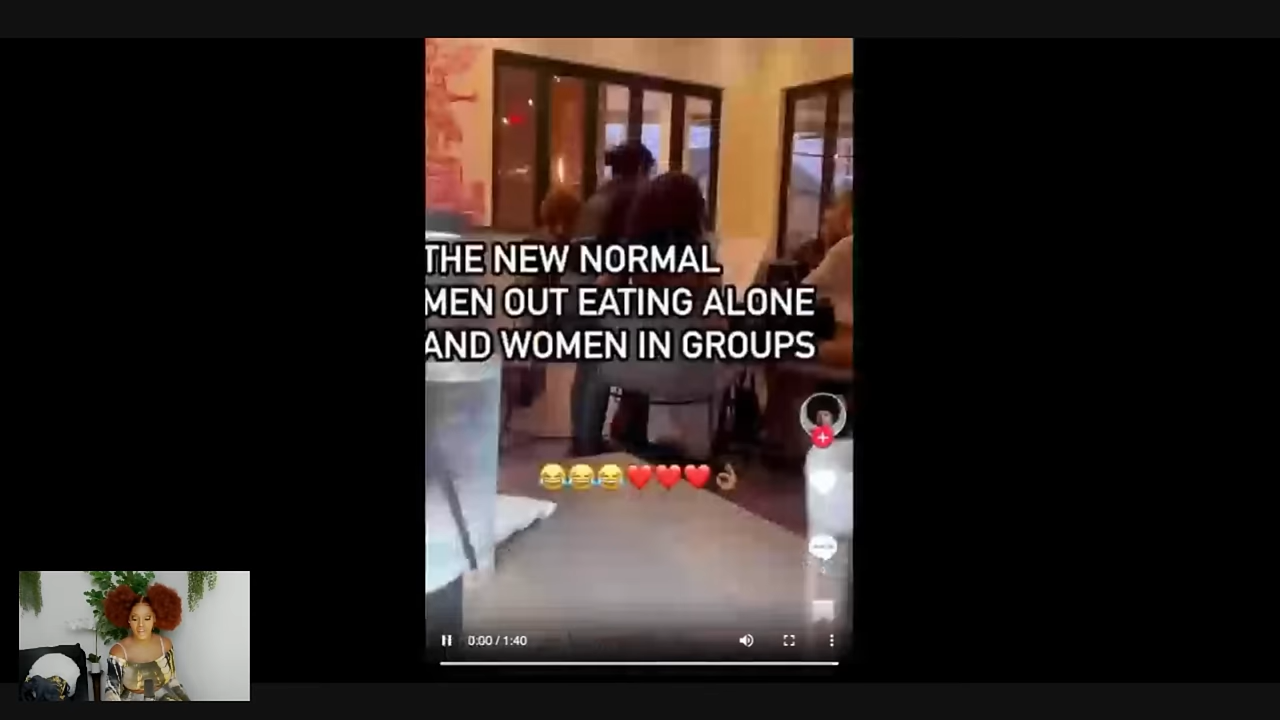 THE NEW NORMAL
MEN OUT EATING ALONE
AND WOMEN IN GROUPS
😂😂😂❤️❤️❤️👌🏽
0:00 / 1:40